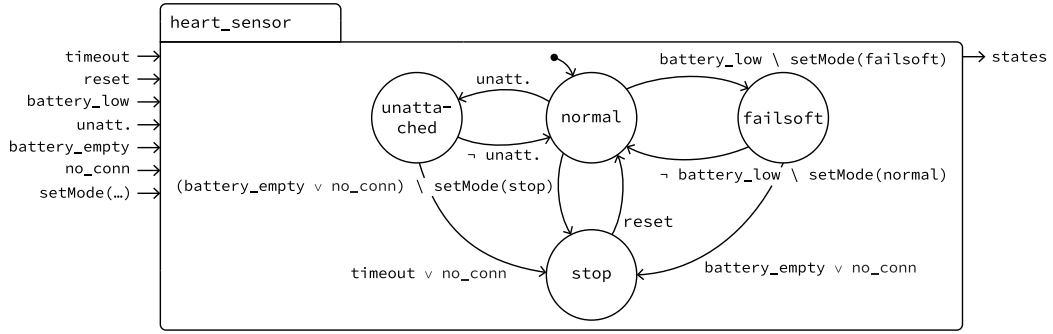 heart_sensor
timeout
reset
battery_low
unatt.
battery_empty
no_conn
setMode(…)
states
battery_low \ setMode(failsoft)
unatt.
unatta-
ched
normal
failsoft
¬ unatt.
¬ battery_low \ setMode(normal)
(battery_empty ∨ no_conn) \ setMode(stop)
reset
timeout ∨ no_conn
stop
battery_empty ∨ no_conn